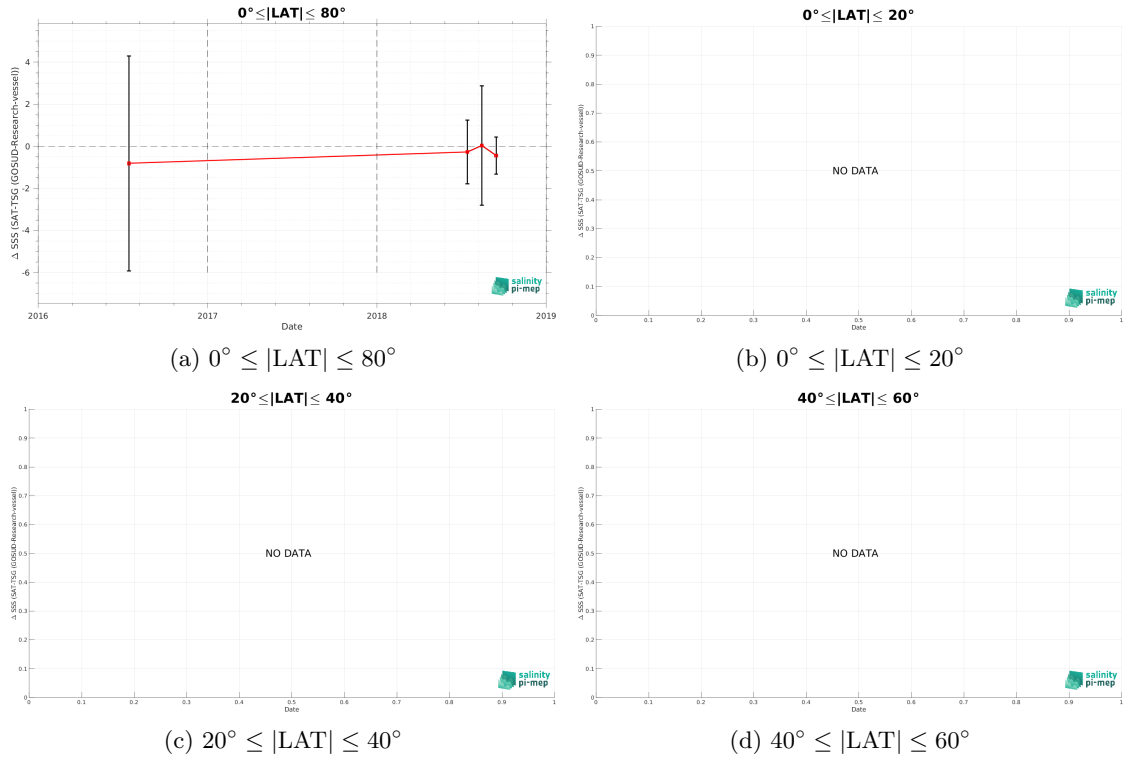 0°≤|LAT|≤ 80°
Δ SSS (SAT-TSG (GOSUD-Research-vessel))
4
2
0
-2
-4
-6
2016
2017
2018
2019
Date
salinity
pi-mep
(a) 0° ≤ |LAT| ≤ 80°
0°≤|LAT|≤ 20°
Δ SSS (SAT-TSG (GOSUD-Research-vessel))
1
0.9
0.8
0.7
0.6
0.5
0.4
0.3
0.2
0.1
0
NO DATA
0
0.1
0.2
0.3
0.4
0.5
0.6
0.7
0.8
0.9
1
Date
salinity
pi-mep
(b) 0° ≤ |LAT| ≤ 20°
20°≤|LAT|≤ 40°
Δ SSS (SAT-TSG (GOSUD-Research-vessel))
1
0.9
0.8
0.7
0.6
0.5
0.4
0.3
0.2
0.1
0
NO DATA
0
0.1
0.2
0.3
0.4
0.5
0.6
0.7
0.8
0.9
1
Date
salinity
pi-mep
(c) 20° ≤ |LAT| ≤ 40°
40°≤|LAT|≤ 60°
Δ SSS (SAT-TSG (GOSUD-Research-vessel))
1
0.9
0.8
0.7
0.6
0.5
0.4
0.3
0.2
0.1
0
NO DATA
0
0.1
0.2
0.3
0.4
0.5
0.6
0.7
0.8
0.9
1
Date
salinity
pi-mep
(d) 40° ≤ |LAT| ≤ 60°